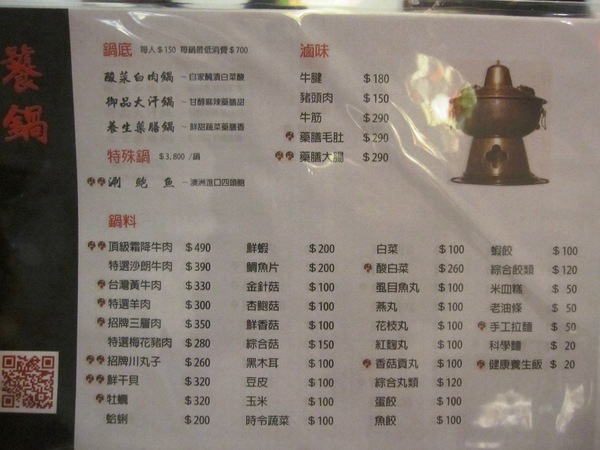 饕鍋
鍋底 每人$150 每鍋最低消費$700
酸菜白肉鍋 ~自家醃漬白菜酸
御品大汗鍋 ~甘醇麻辣藥膳甜
養生藥膳鍋 ~鮮甜蔬菜藥膳香
特殊鍋 $3,800/鍋
涮鮑魚 ~澳洲進口四頭鮑
滷味
牛腱 $180
豬頭肉 $150
牛筋 $290
藥膳毛肚 $290
藥膳大腸 $290
鍋料
頂級霜降牛肉 $490
特選沙朗牛肉 $390
台灣黃牛肉 $330
特選羊肉 $300
招牌三層肉 $350
特選梅花豬肉 $280
招牌川丸子 $260
鮮干貝 $320
牡蠣 $320
蛤蜊 $200
鮮蝦 $200
鯛魚片 $200
金針菇 $100
杏鮑菇 $100
鮮香菇 $100
綜合菇 $150
黑木耳 $100
豆皮 $100
玉米 $100
時令蔬菜 $100
白菜 $100
酸白菜 $260
虱目魚丸 $100
燕丸 $100
花枝丸 $100
紅麴丸 $100
香菇貢丸 $100
綜合丸類 $120
蛋餃 $100
魚餃 $100
蝦餃 $100
綜合餃類 $120
米血糕 $50
老油條 $50
手工拉麵 $50
科學麵 $20
健康養生飯 $20